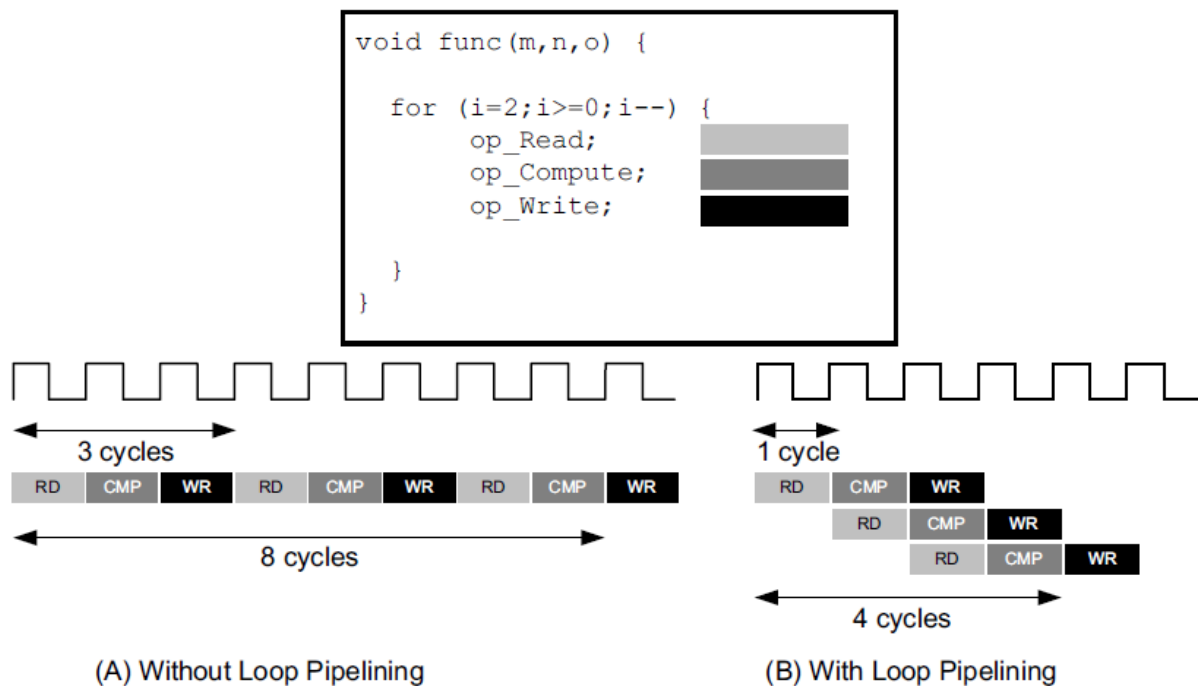 void func(m,n,o) {
for (i=2;i>=0;i--) {
op_Read;
op_Compute;
op_Write;
}
}
3 cycles
RD CMP WR RD CMP WR RD CMP WR
8 cycles
(A) Without Loop Pipelining
1 cycle
RD CMP WR
RD CMP WR
RD CMP WR
4 cycles
(B) With Loop Pipelining